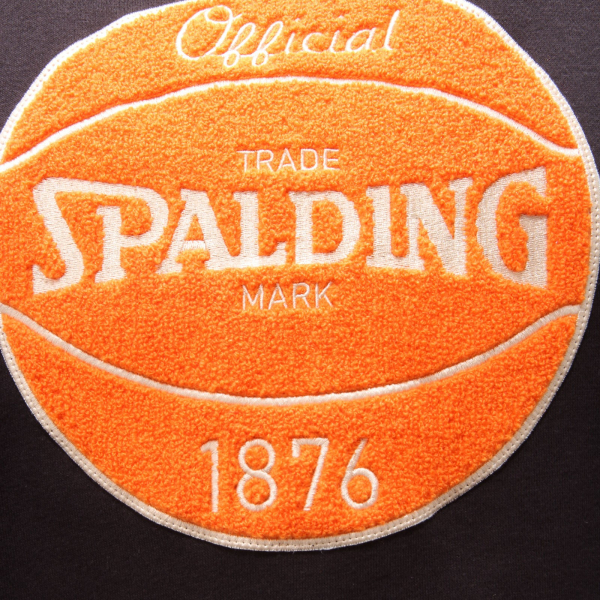 Official
TRADE
SPALDING
MARK
1876